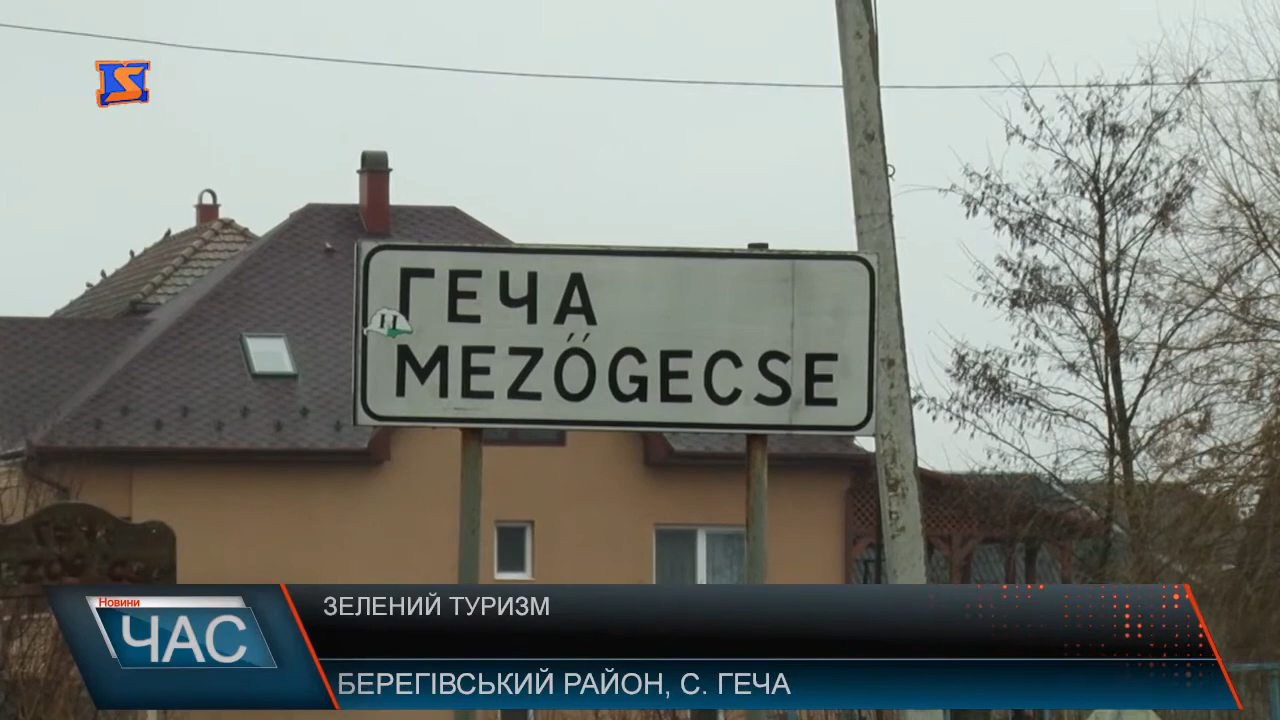 ГЕЧА
MEZŐGECSE
Новини
ЧАС
ЗЕЛЕНИЙ ТУРИЗМ
БЕРЕГІВСЬКИЙ РАЙОН, С. ГЕЧА